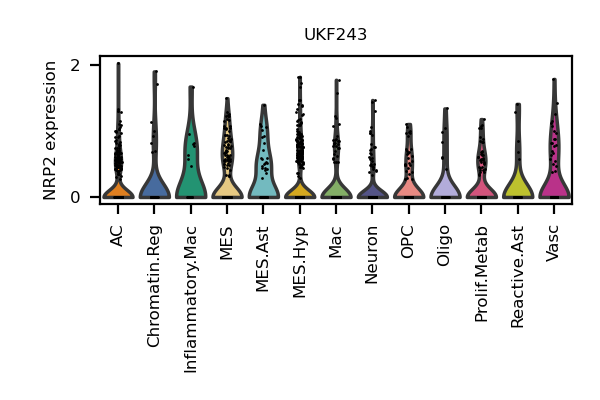 UKF243
NRP2 expression
2
0
AC
Chromatin.Reg
Inflammatory.Mac
MES
MES.Ast
MES.Hyp
Mac
Neuron
OPC
Oligo
Prolif.Metab
Reactive.Ast
Vasc